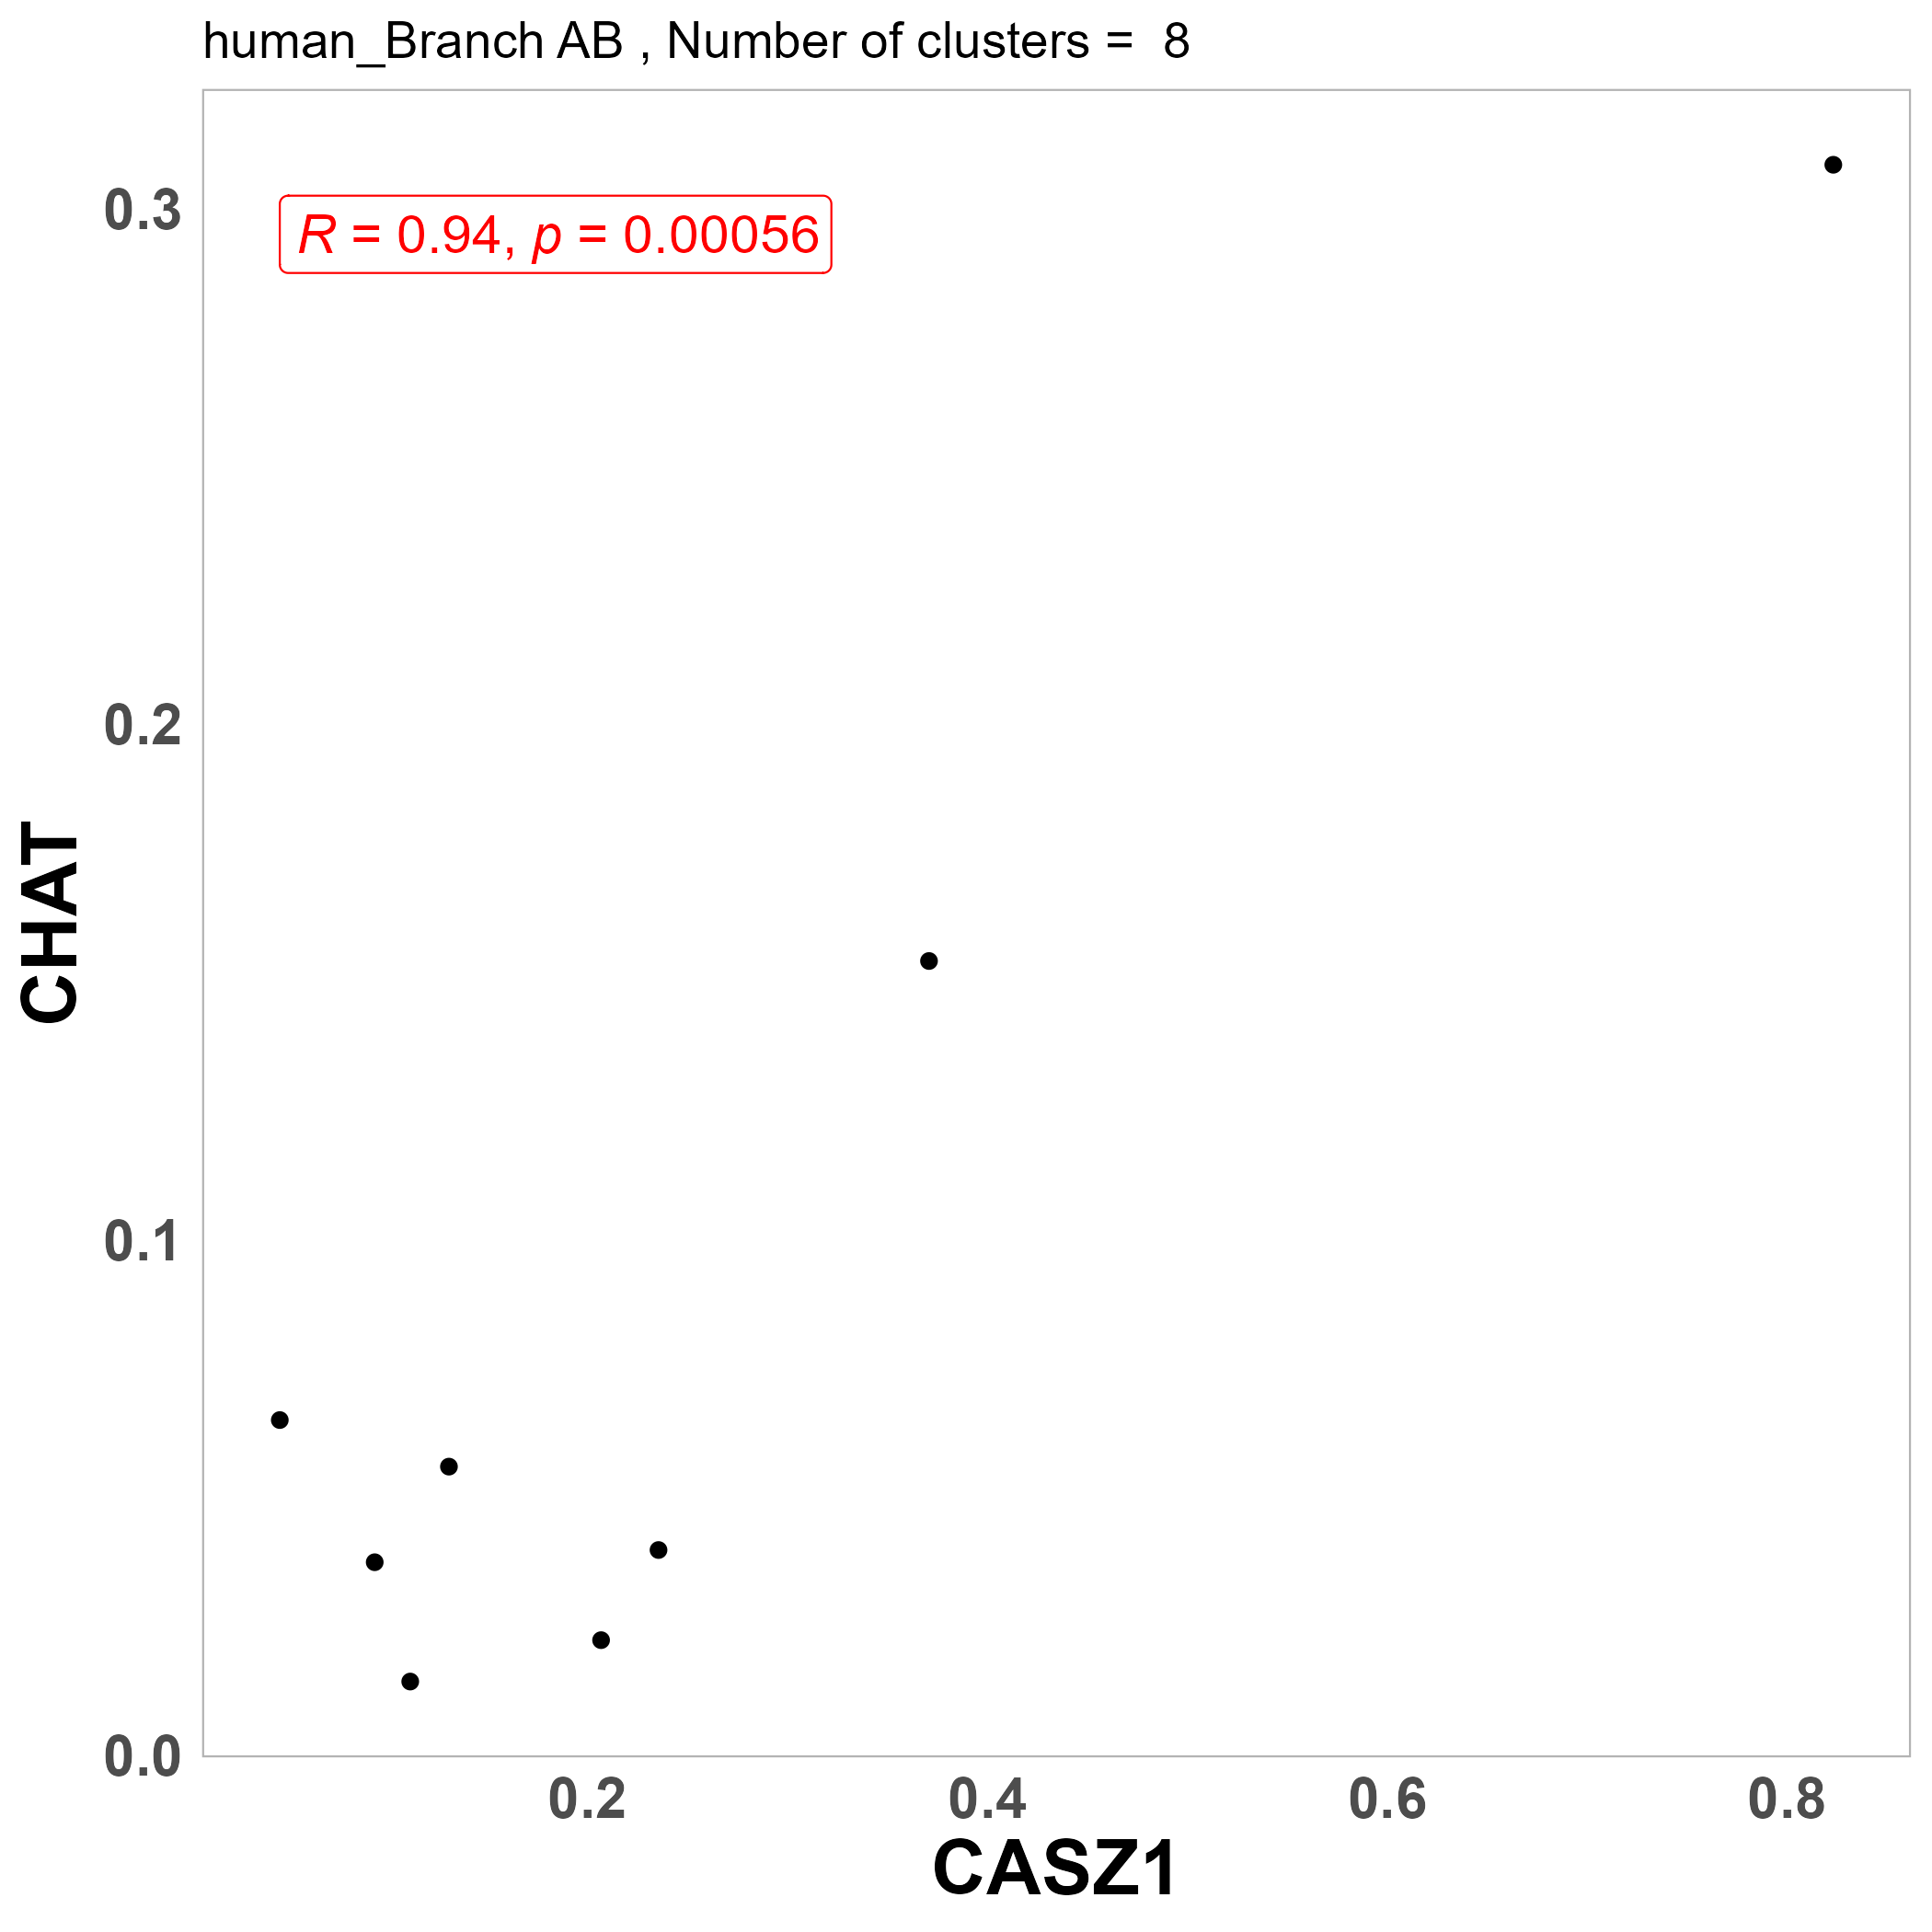 human_Branch AB , Number of clusters =  8
R = 0.94, p = 0.00056
0.3
0.2
0.1
0.0
CHAT
0.2 0.4 0.6 0.8
CASZ1